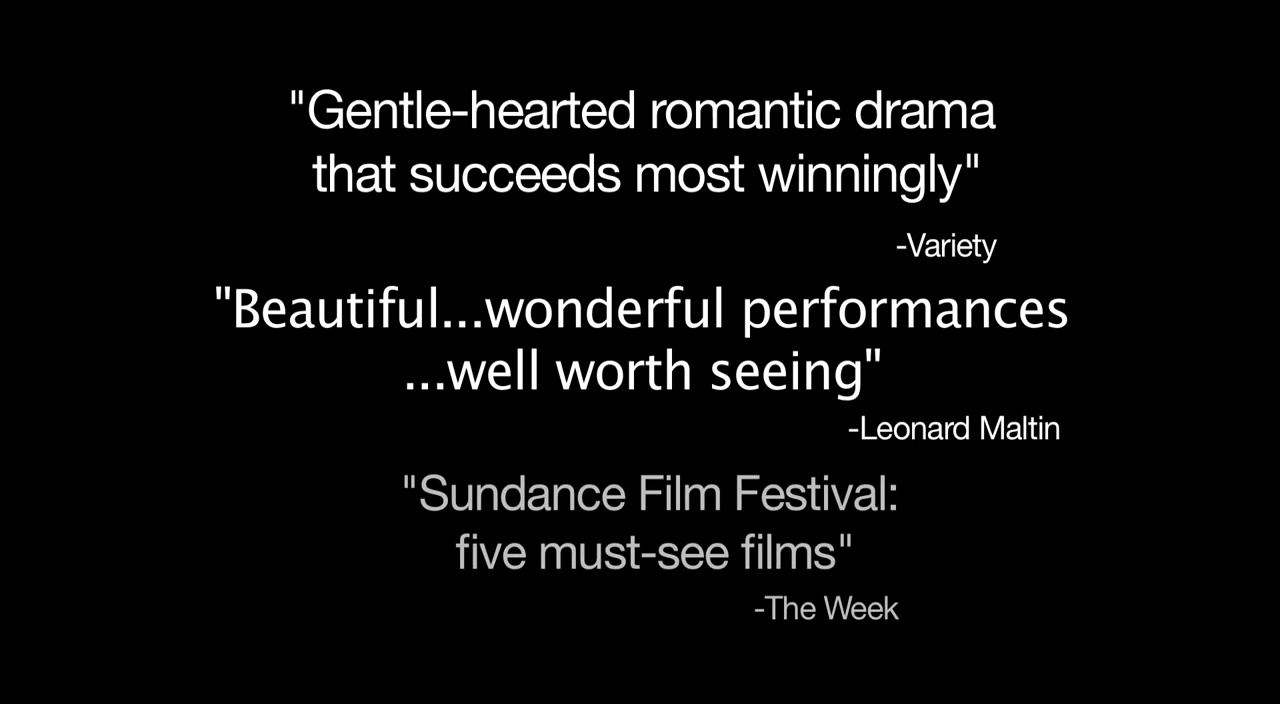 "Gentle-hearted romantic drama
that succeeds most winningly"
-Variety
"Beautiful...wonderful performances
...well worth seeing"
-Leonard Maltin
"Sundance Film Festival:
five must-see films"
-The Week